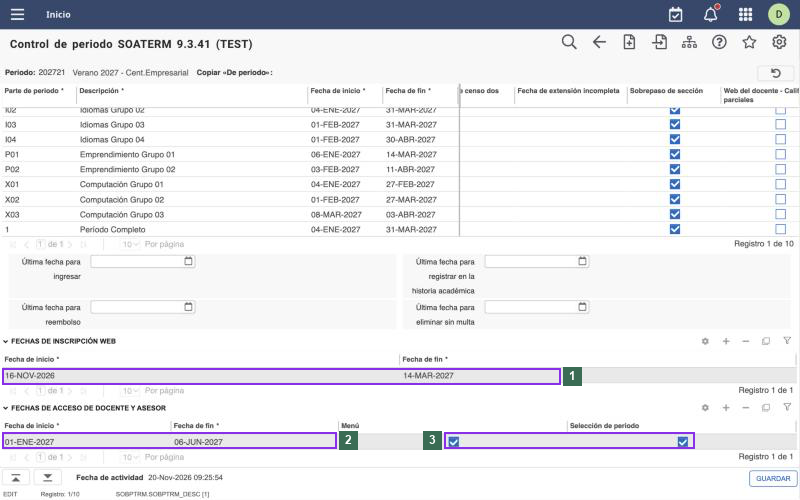 Inicio
D
Control de periodo SOATERM 9.3.41 (TEST)
Periodo: 202721 Verano 2027 - Cent.Empresarial Copiar «De periodo»:
Parte de periodo * Descripción * Fecha de inicio * Fecha de fin * censo dos Fecha de extensión incompleta Sobrepaso de sección Web del docente - Calif
parciales
I02 Idiomas Grupo 02 04-ENE-2027 31-MAR-2027
I03 Idiomas Grupo 03 01-FEB-2027 31-MAR-2027
I04 Idiomas Grupo 04 01-FEB-2027 30-ABR-2027
P01 Emprendimiento Grupo 01 06-ENE-2027 14-MAR-2027
P02 Emprendimiento Grupo 02 03-FEB-2027 11-ABR-2027
X01 Computación Grupo 01 04-ENE-2027 27-FEB-2027
X02 Computación Grupo 02 01-FEB-2027 27-MAR-2027
X03 Computación Grupo 03 08-MAR-2027 03-ABR-2027
1 Período Completo 04-ENE-2027 31-MAR-2027
1 de 1 10 Por página Registro 1 de 10
Última fecha para
ingresar
Última fecha para
registrar en la
historia académica
Última fecha para
reembolso
Última fecha para
eliminar sin multa
FECHAS DE INSCRIPCIÓN WEB
Fecha de inicio * Fecha de fin *
16-NOV-2026 14-MAR-2027 1
1 de 1 10 Por página Registro 1 de 1
FECHAS DE ACCESO DE DOCENTE Y ASESOR
Fecha de inicio * Fecha de fin * Menú Selección de periodo
01-ENE-2027 06-JUN-2027 2 3
1 de 1 10 Por página Registro 1 de 1
Fecha de actividad 20-Nov-2026 09:25:54 GUARDAR
EDIT Registro: 1/10 SOBPTRM.SOBPTRM_DESC [1]